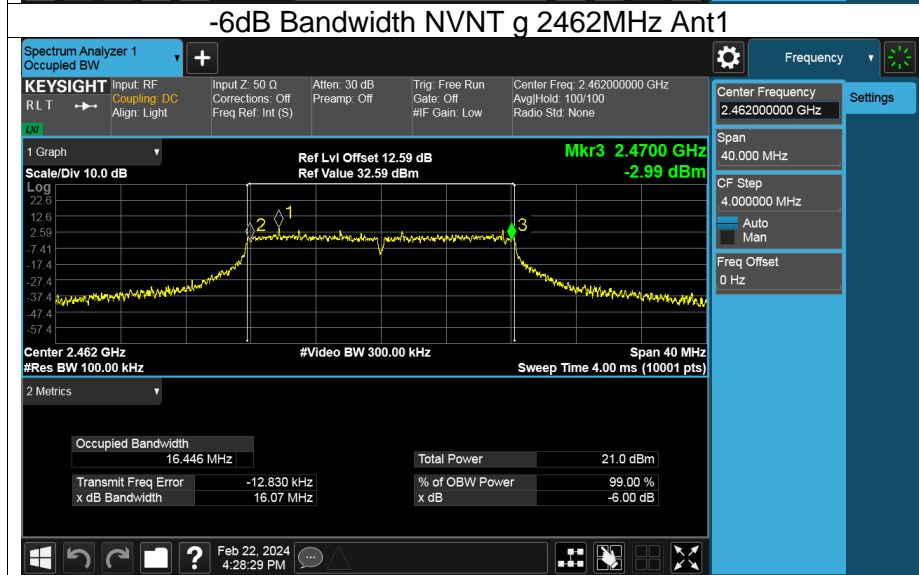 -6dB Bandwidth NVNT g 2462MHz Ant1
Spectrum Analyzer 1
Occupied BW
+
Frequency
KEYSIGHT
RLT
LXI
Input: RF
Coupling: DC
Align: Light
Input Z: 50 Ω
Corrections: Off
Freq Ref: Int (S)
Atten: 30 dB
Preamp: Off
Trig: Free Run
Gate: Off
#IF Gain: Low
Center Freq: 2.462000000 GHz
Avg|Hold: 100/100
Radio Std: None
Center Frequency
2.462000000 GHz
Settings
Span
40.000 MHz
CF Step
4.000000 MHz
Auto
Man
Freq Offset
0 Hz
1 Graph
Scale/Div 10.0 dB
Ref Lvl Offset 12.59 dB
Ref Value 32.59 dBm
Mkr3 2.4700 GHz
-2.99 dBm
Log
22.6
12.6
2.59
-7.41
-17.4
-27.4
-37.4
-47.4
-57.4
2
1
3
Center 2.462 GHz
#Res BW 100.00 kHz
#Video BW 300.00 kHz
Span 40 MHz
Sweep Time 4.00 ms (10001 pts)
2 Metrics
Occupied Bandwidth
16.446 MHz
Transmit Freq Error -12.830 kHz
x dB Bandwidth 16.07 MHz
Total Power 21.0 dBm
% of OBW Power 99.00 %
x dB -6.00 dB
?
Feb 22, 2024
4:28:29 PM